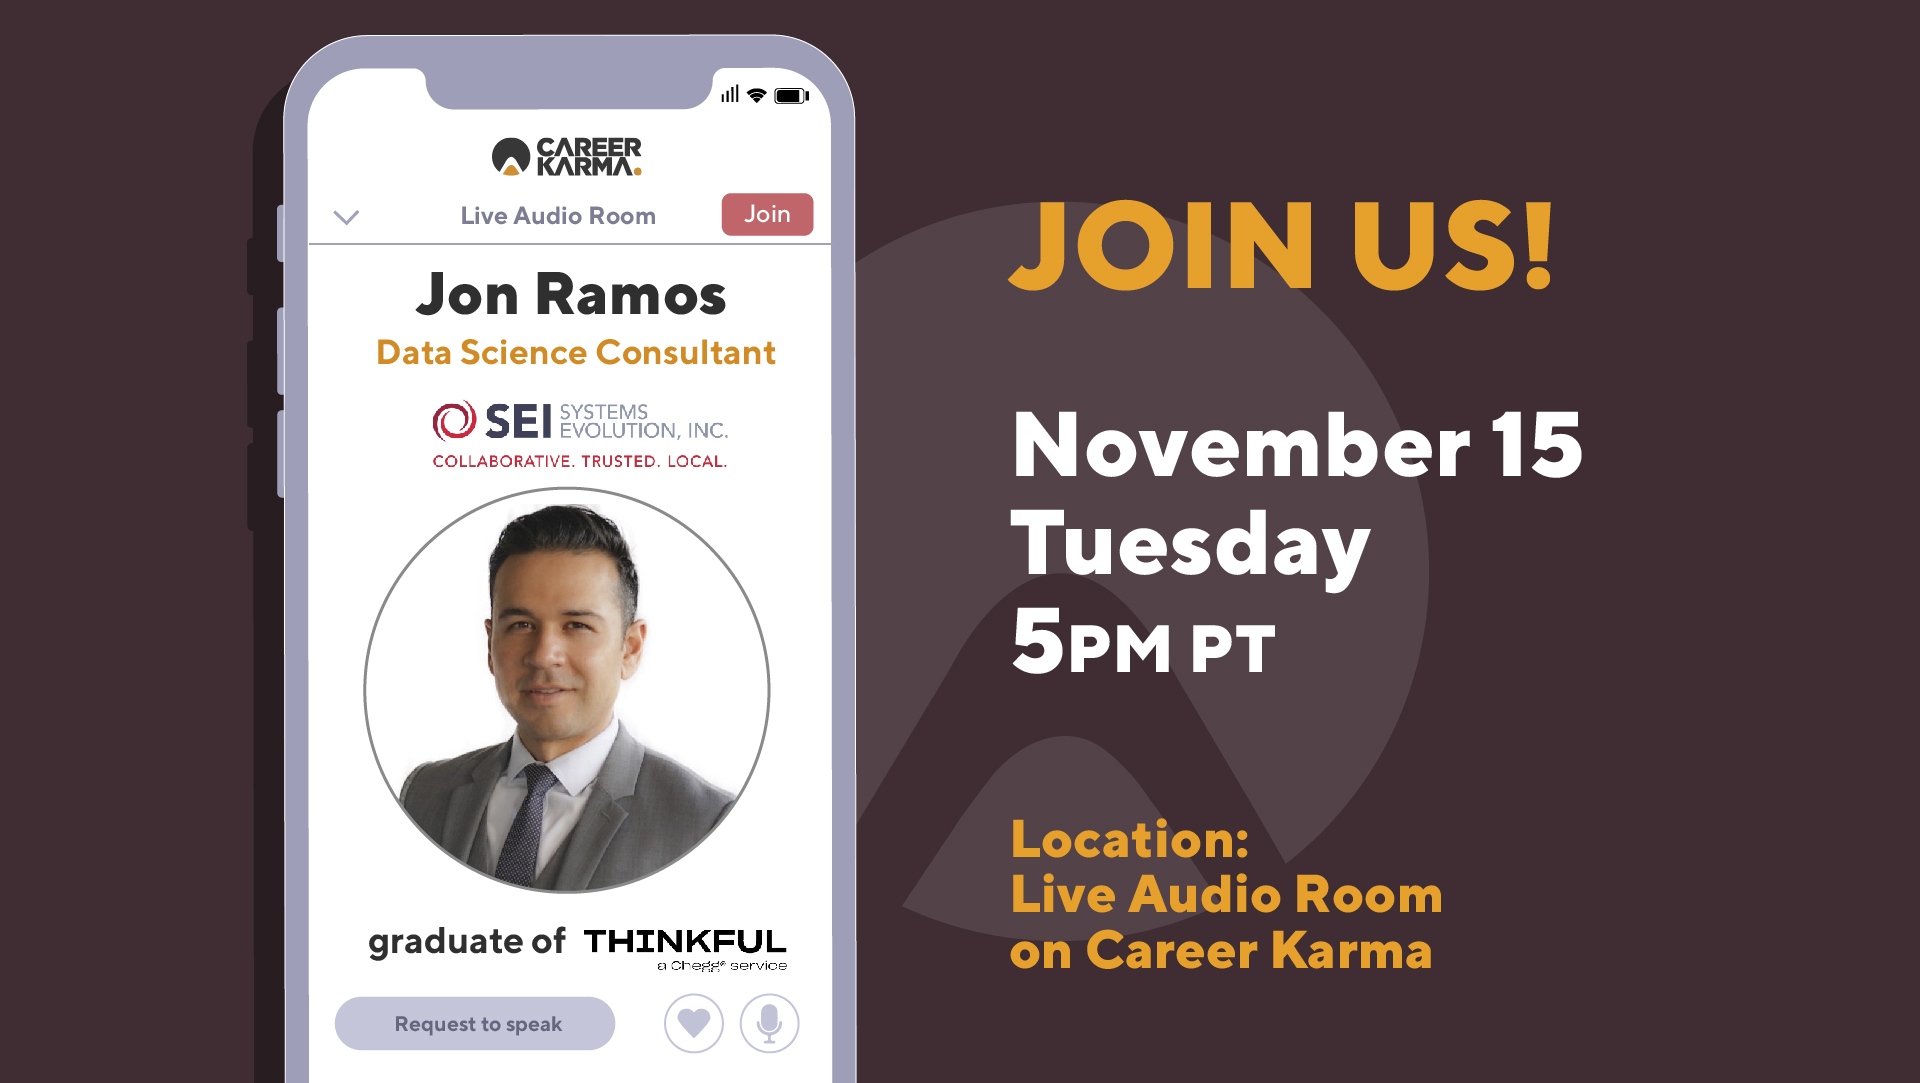 CAREER
KARMA.
Live Audio Room
Join
Jon Ramos
Data Science Consultant
SEI SYSTEMS
EVOLUTION, INC.
COLLABORATIVE. TRUSTED. LOCAL.
graduate of THINKFUL
a Chegg® service
Request to speak
JOIN US!
November 15
Tuesday
5PM PT
Location:
Live Audio Room
on Career Karma